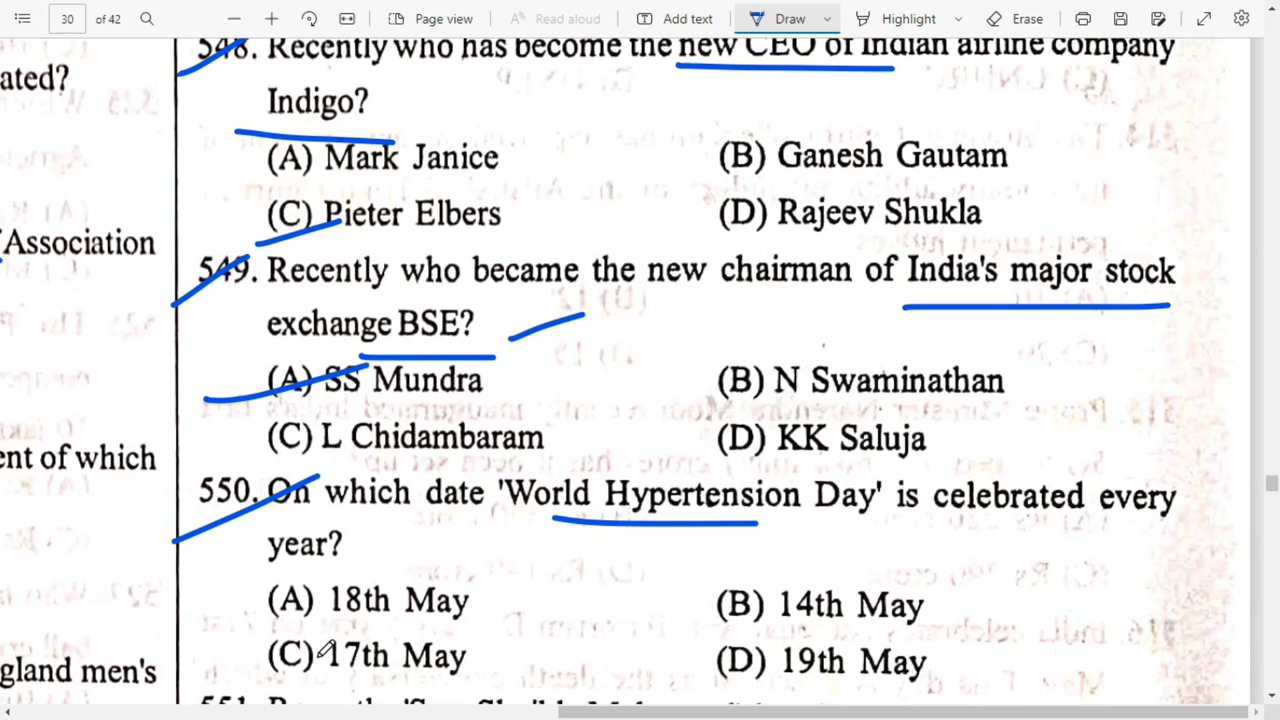 30 of 42 Page view Read aloud Add text Draw Highlight Erase
ated?
Association
ent of which
gland men's
548. Recently who has become the new CEO of Indian airline company
Indigo?
(A) Mark Janice (B) Ganesh Gautam
(C) Pieter Elbers (D) Rajeev Shukla
549. Recently who became the new chairman of India's major stock
exchange BSE?
(A) SS Mundra (B) N Swaminathan
(C) L Chidambaram (D) KK Saluja
550. On which date 'World Hypertension Day' is celebrated every
year?
(A) 18th May (B) 14th May
(C) 17th May (D) 19th May